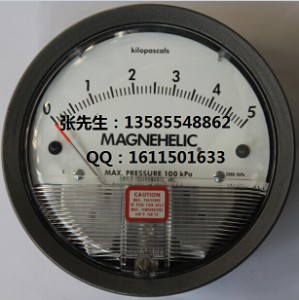 kilopascals
0 1 2 3 4 5
张先生：13585548862
MAGNEHELIC
QQ：1611501633
MAX. PRESSURE 100 kPa
CAUTION